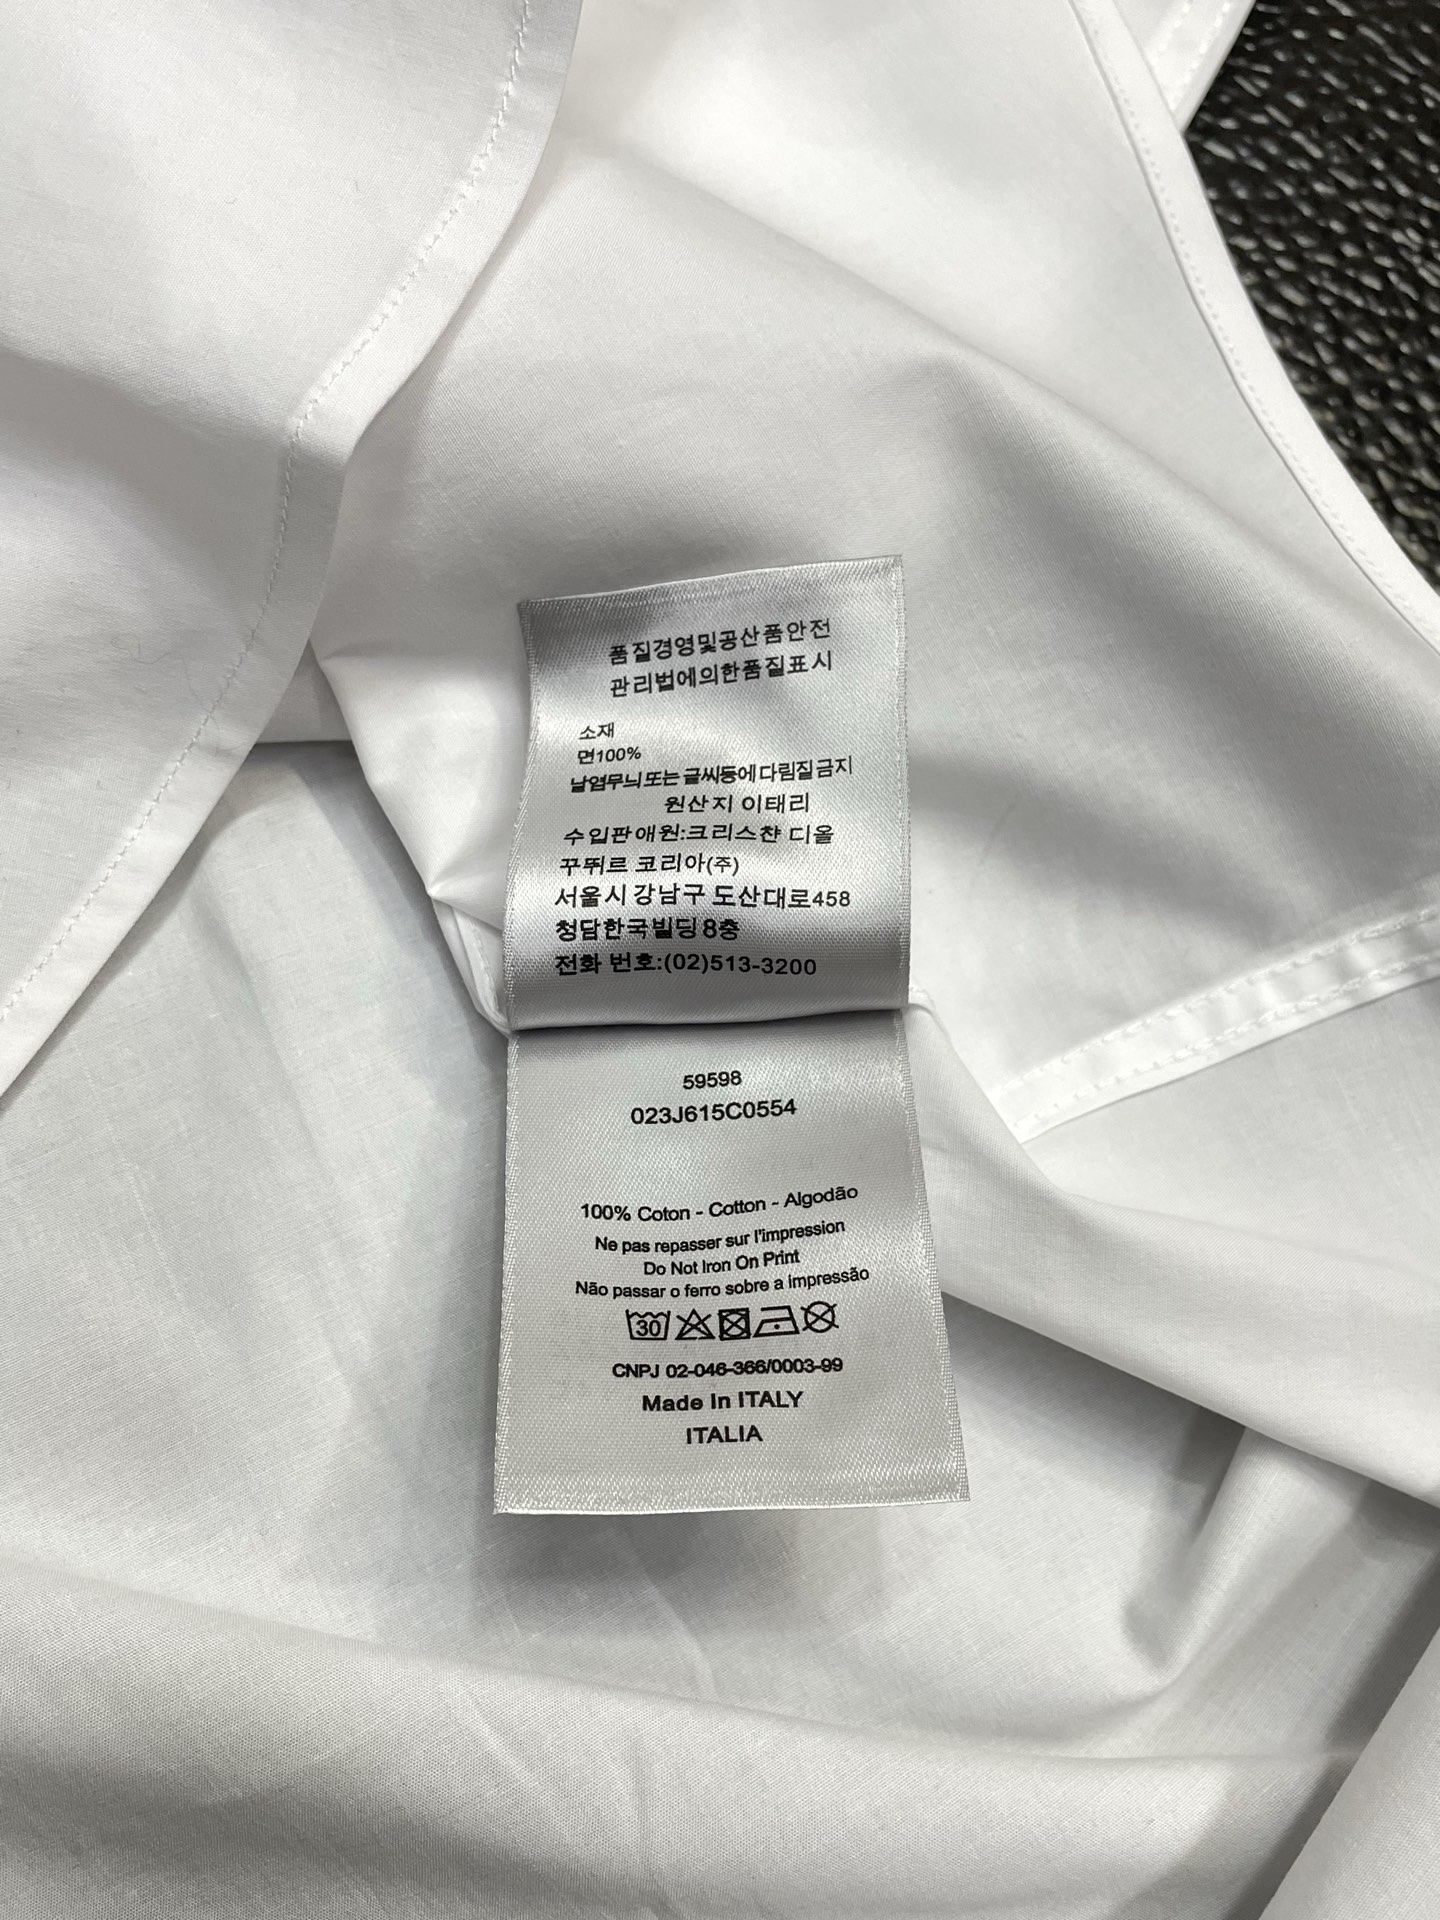 품질경영및공산품안전
관리법에의한품질표시
소재
면100%
날염무늬또는글씨등에다림질금지
원산지 이태리
수입판애원:크리스챤 디올
꾸뛰르 코리아(주)
서울시 강남구 도산대로458
청담한국빌딩 8층
전화 번호:(02)513-3200
59598
023J615C0554
100% Coton - Cotton - Algodão
Ne pas repasser sur l'impression
Do Not Iron On Print
Não passar o ferro sobre a impressão
30
CNPJ 02-046-366/0003-99
Made In ITALY
ITALIA